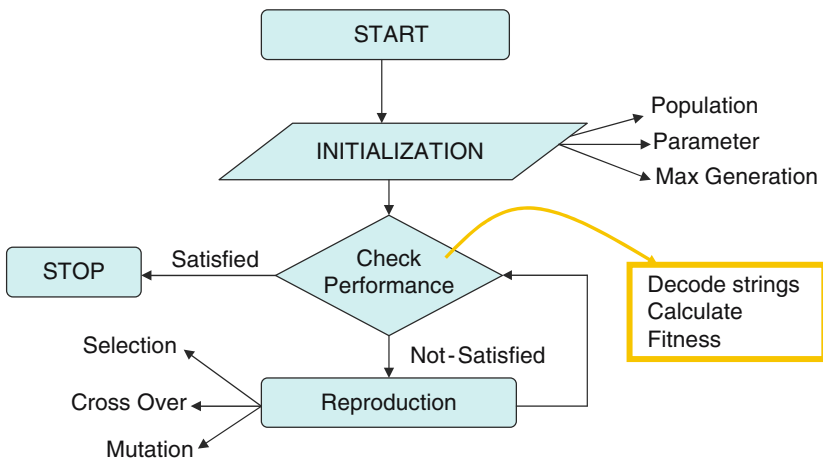 START
INITIALIZATION
Population
Parameter
Max Generation
Check
Performance
Satisfied
STOP
Decode strings
Calculate
Fitness
Not-Satisfied
Reproduction
Selection
Cross Over
Mutation